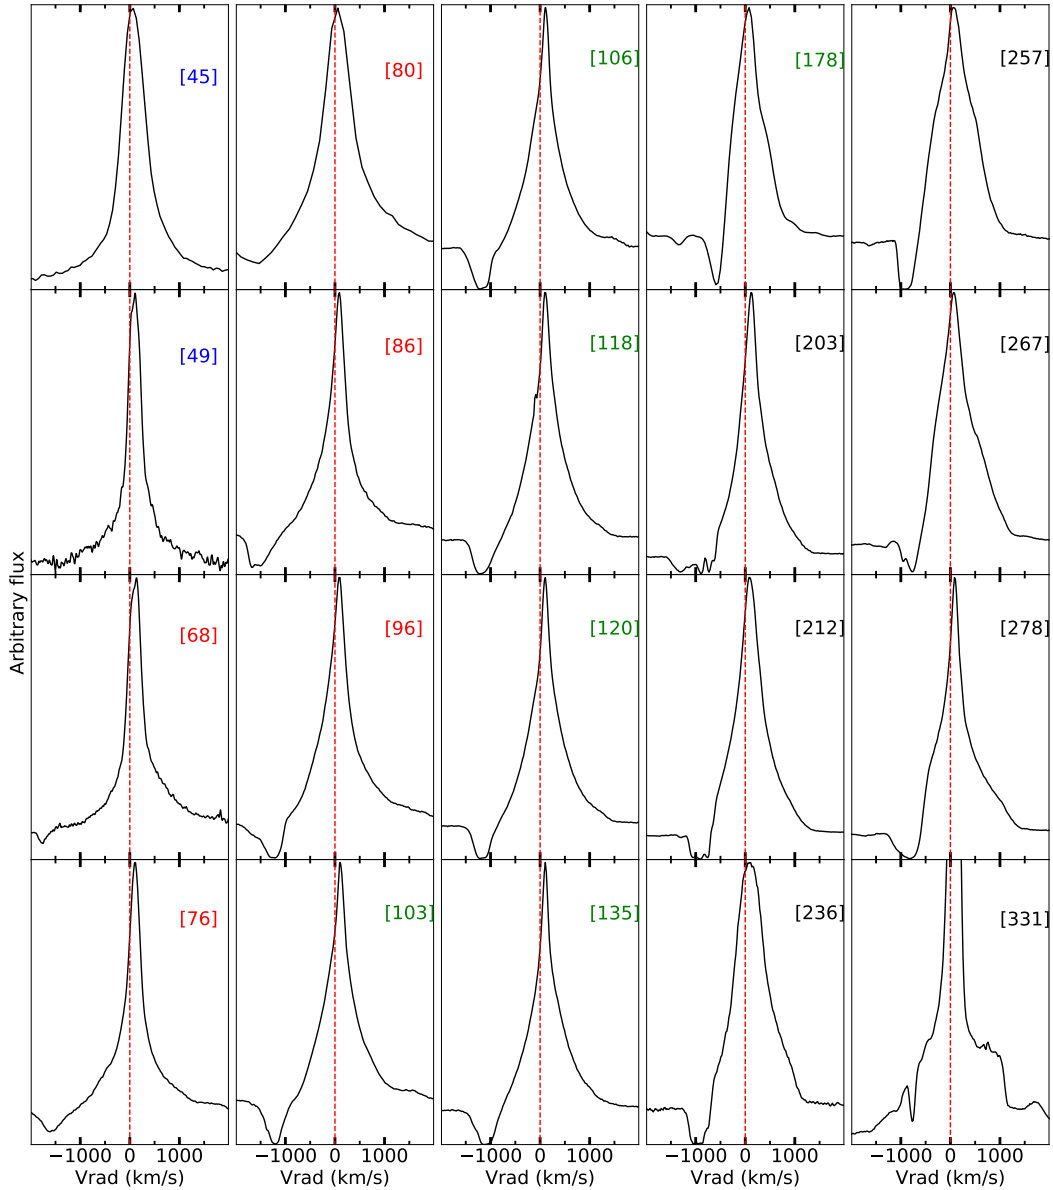 [45] [80] [106] [178] [257]
[49] [86] [118] [203] [267]
[68] [96] [120] [212] [278]
[76] [103] [135] [236] [331]
Arbitrary flux
−1000 0 1000 −1000 0 1000 −1000 0 1000 −1000 0 1000 −1000 0 1000
Vrad (km/s) Vrad (km/s) Vrad (km/s) Vrad (km/s) Vrad (km/s)